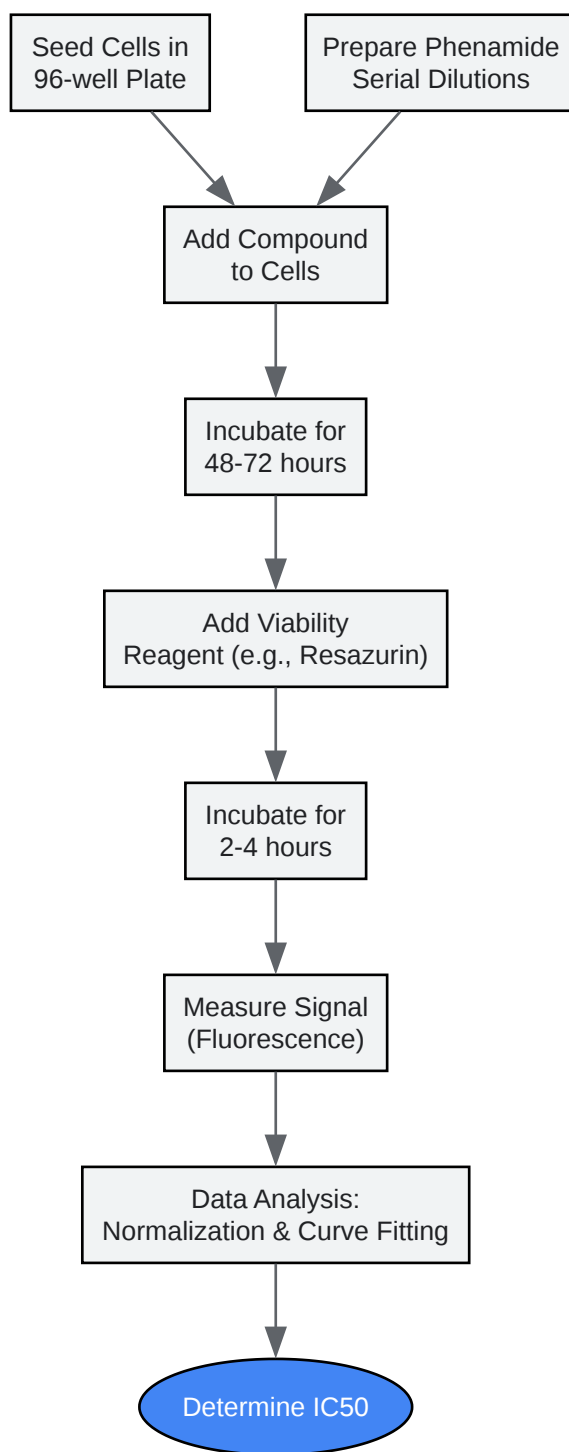 Seed Cells in
96-well Plate
Prepare Phenamide
Serial Dilutions
Add Compound
to Cells
Incubate for
48-72 hours
Add Viability
Reagent (e.g., Resazurin)
Incubate for
2-4 hours
Measure Signal
(Fluorescence)
Data Analysis:
Normalization & Curve Fitting
Determine IC50